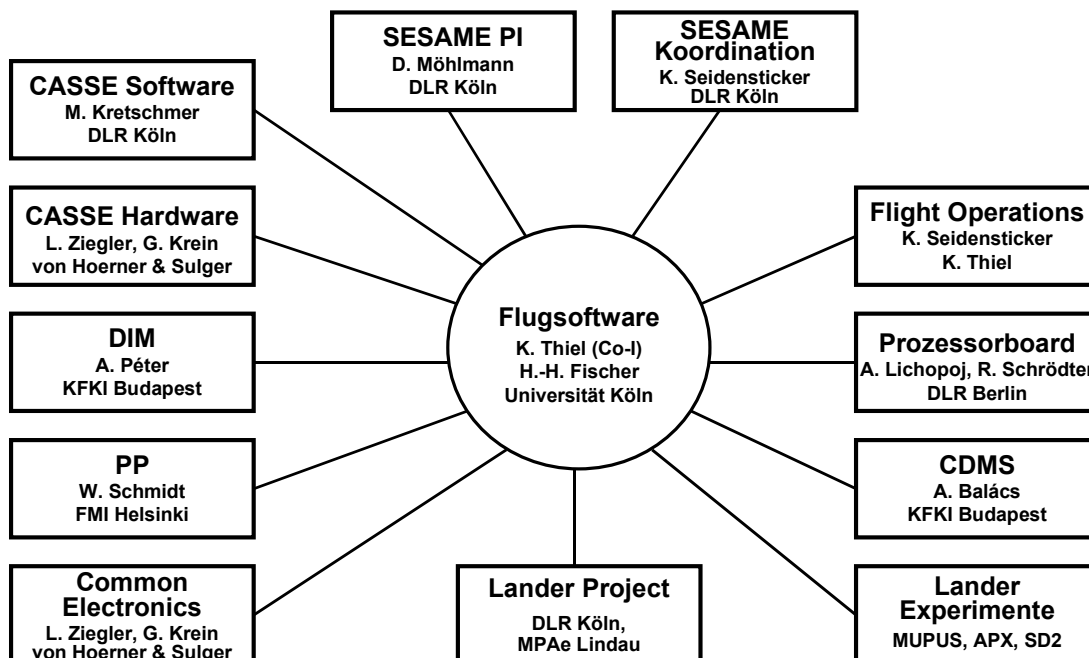 SESAME PI
D. Möhlmann
DLR Köln
SESAME
Koordination
K. Seidensticker
DLR Köln
CASSE Software
M. Kretschmer
DLR Köln
CASSE Hardware
L. Ziegler, G. Krein
von Hoerner & Sulger
Flight Operations
K. Seidensticker
K. Thiel
Flugsoftware
K. Thiel (Co-I)
H.-H. Fischer
Universität Köln
DIM
A. Péter
KFKI Budapest
Prozessorboard
A. Lichopoj, R. Schrödter
DLR Berlin
PP
W. Schmidt
FMI Helsinki
CDMS
A. Balács
KFKI Budapest
Common
Electronics
L. Ziegler, G. Krein
von Hoerner & Sulger
Lander Project
DLR Köln,
MPAe Lindau
Lander
Experimente
MUPUS, APX, SD2